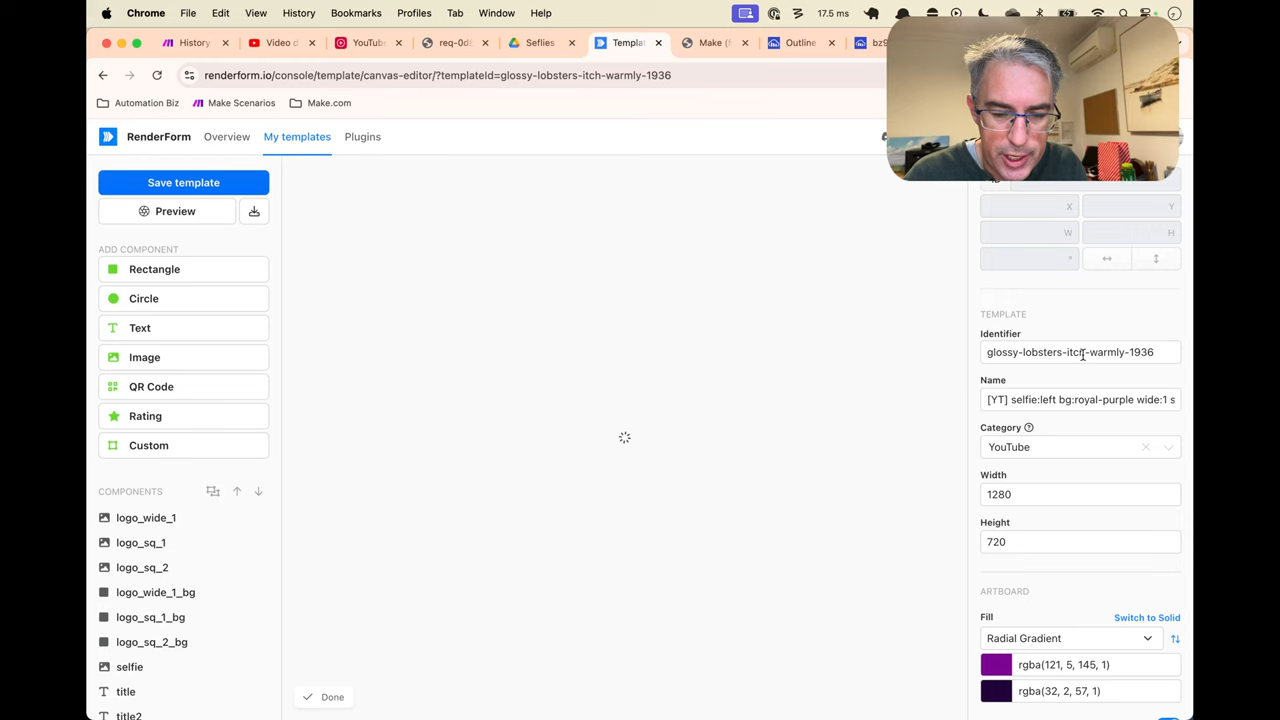 Chrome File Edit View History Bookmarks Profiles Tab Window Help 17.5 ms
History
Video d
YouTube
req-0d8
Seflies
Templat
Make (f
Outline
bz9
renderform.io/console/template/canvas-editor/?templateId=glossy-lobsters-itch-warmly-1936
Automation Biz Make Scenarios Make.com
RenderForm Overview My templates Plugins
Save template
Preview
ADD COMPONENT
Rectangle
Circle
Text
Image
QR Code
Rating
Custom
COMPONENTS
logo_wide_1
logo_sq_1
logo_sq_2
logo_wide_1_bg
logo_sq_1_bg
logo_sq_2_bg
selfie
title
title2
Done
X Y
W H
°
TEMPLATE
Identifier
glossy-lobsters-itch-warmly-1936
Name
[YT] selfie:left bg:royal-purple wide:1 s
Category
YouTube
Width
1280
Height
720
ARTBOARD
Fill Switch to Solid
Radial Gradient
rgba(121, 5, 145, 1)
rgba(32, 2, 57, 1)